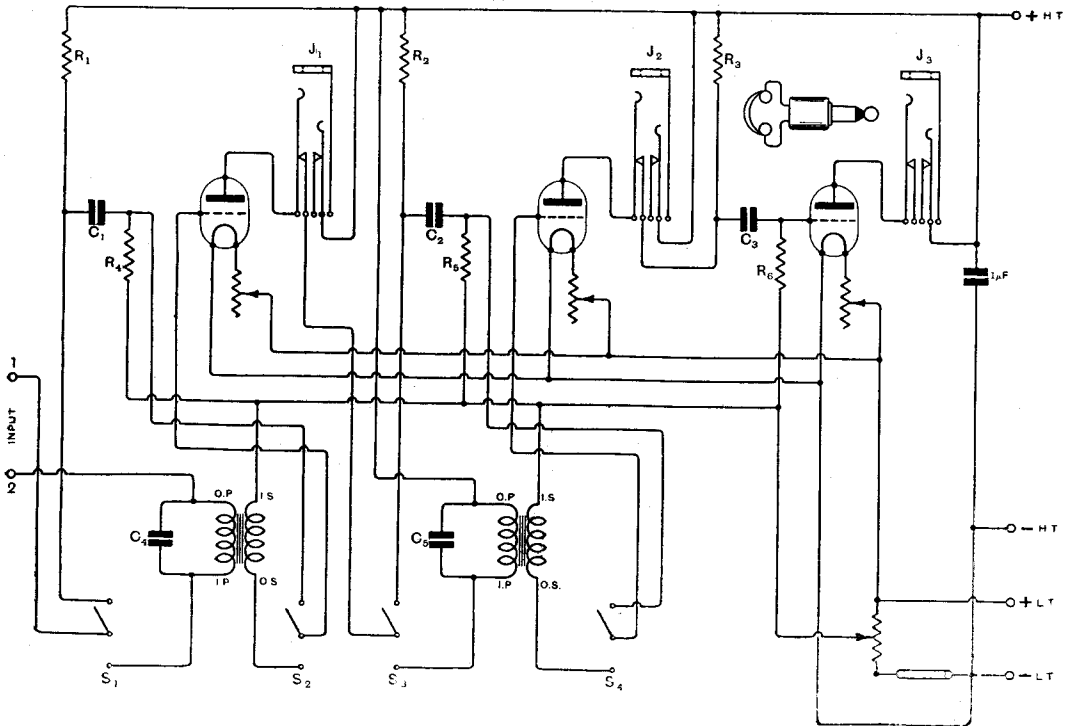 + HT
R1
J1
R2
J2
R3
J3
C1
R4
C2
R5
C3
R6
1µF
1
INPUT
2
O.P
I.S
C4
I.P
O.S
O.P
I.S
C5
I.P
O.S.
- HT
+ LT
- LT
S1
S2
S3
S4